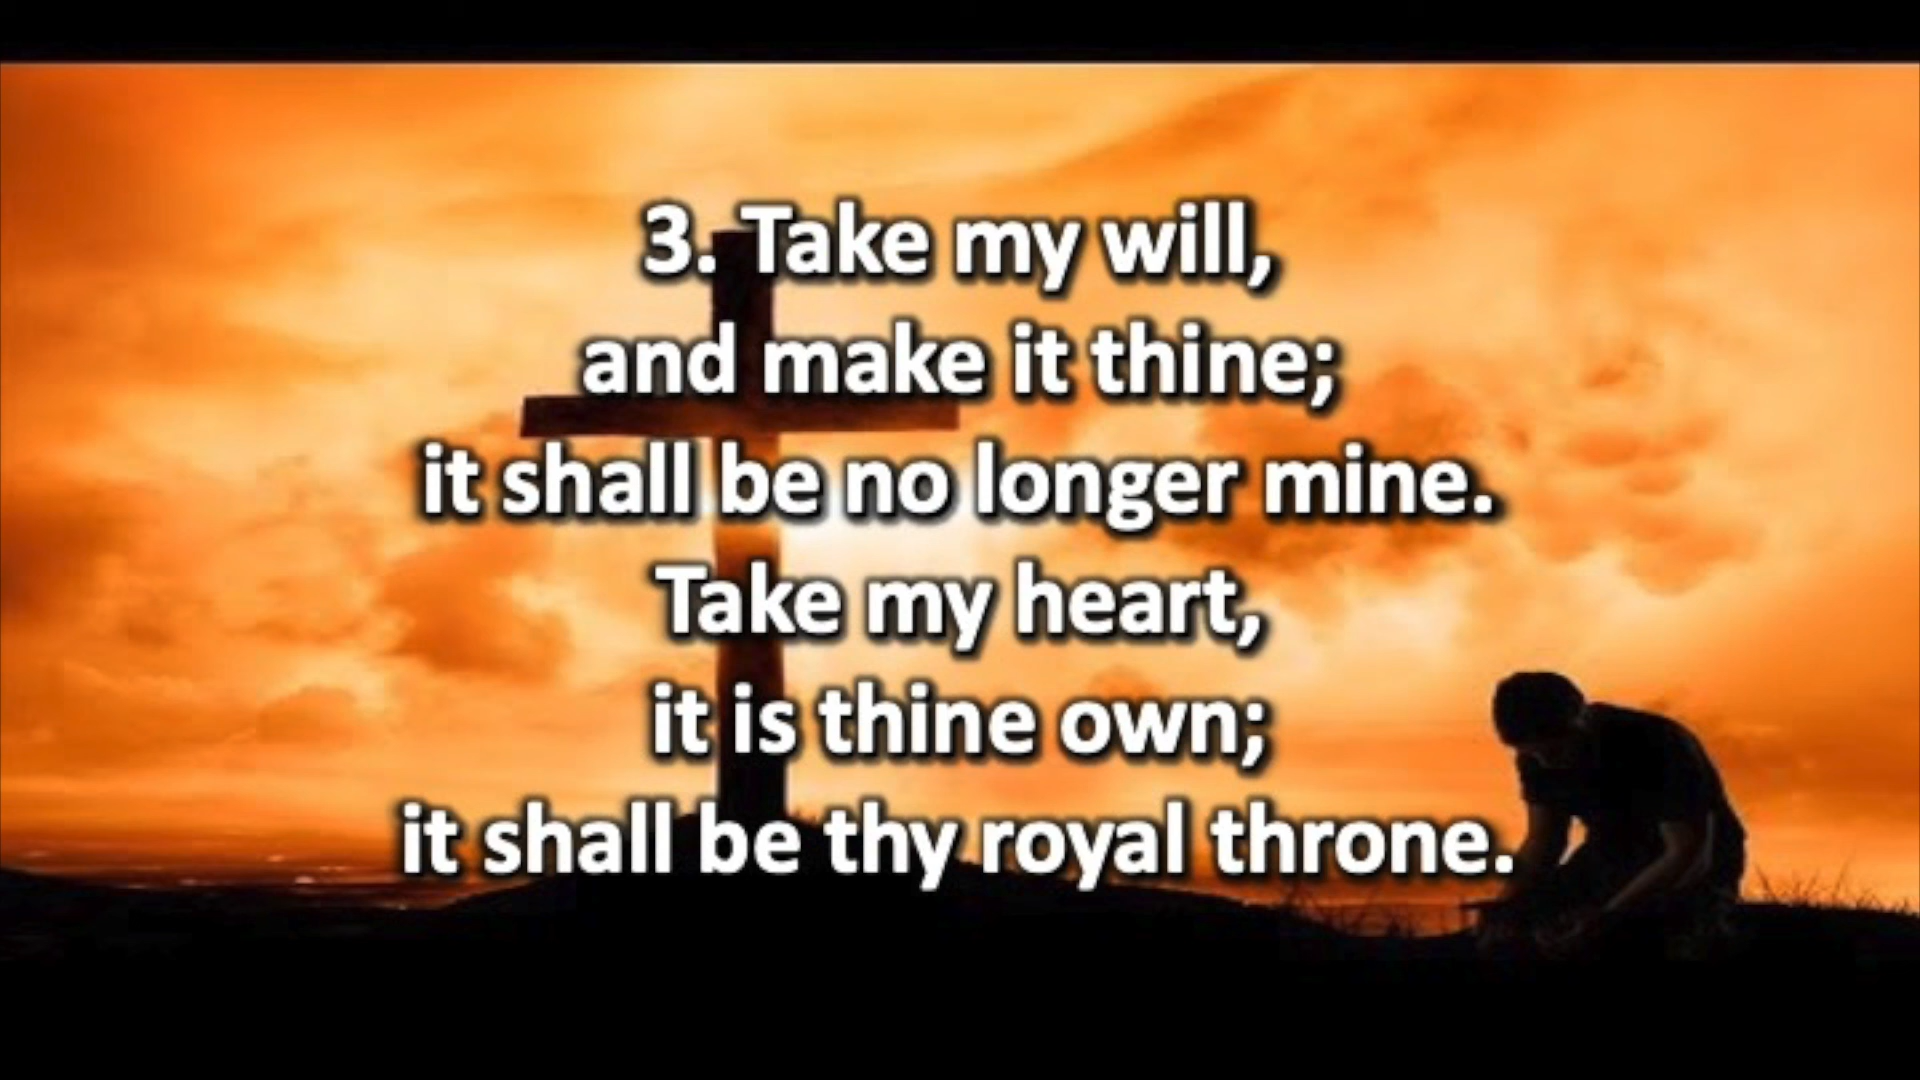 3. Take my will,
and make it thine;
it shall be no longer mine.
Take my heart,
it is thine own;
it shall be thy royal throne.